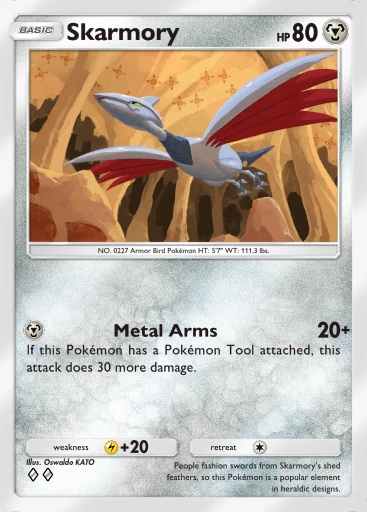 BASIC
Skarmory
HP 80
NO. 0227 Armor Bird Pokémon HT: 5'7" WT: 111.3 lbs.
Metal Arms 20+
If this Pokémon has a Pokémon Tool attached, this
attack does 30 more damage.
weakness +20 retreat
Illus. Oswaldo KATO
People fashion swords from Skarmory's shed
feathers, so this Pokémon is a popular element
in heraldic designs.